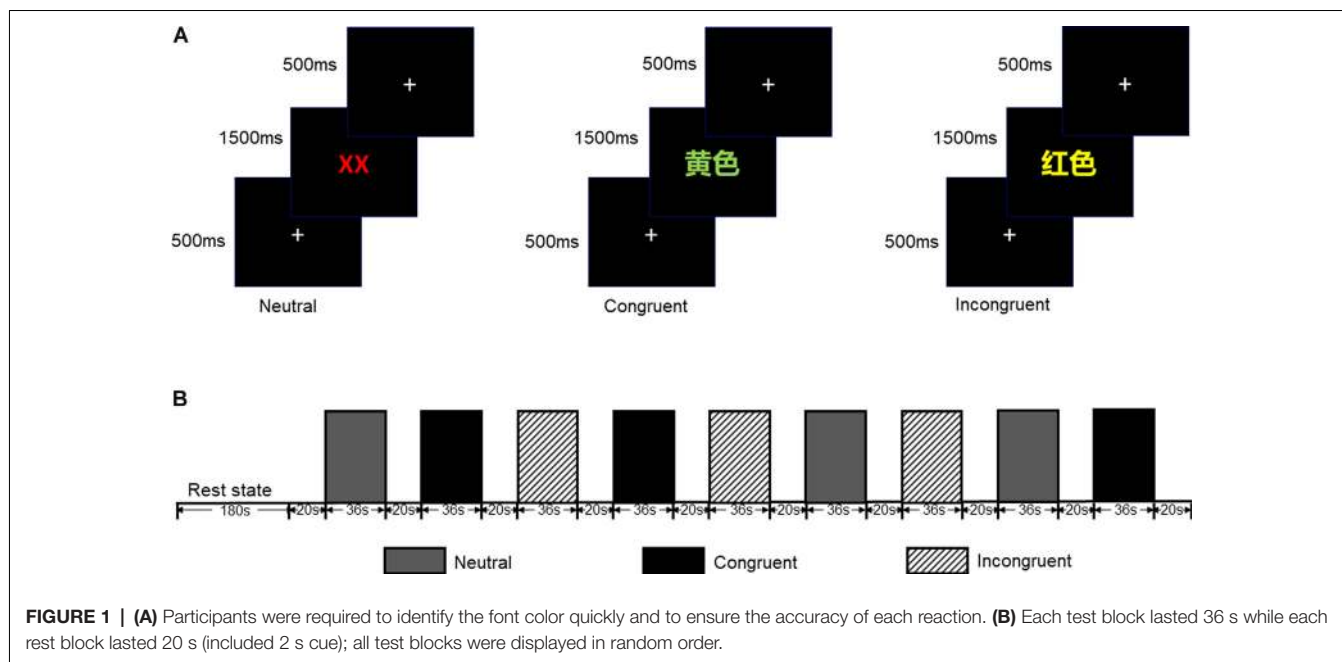 A
500ms
+
1500ms
XX
500ms
+
Neutral
500ms
+
1500ms
黄色
500ms
+
Congruent
500ms
+
1500ms
红色
500ms
+
Incongruent
B
Rest state
180s 20s 36s 20s 36s 20s 36s 20s 36s 20s 36s 20s 36s 20s 36s 20s 36s 20s 36s 20s
Neutral Congruent Incongruent
FIGURE 1 | (A) Participants were required to identify the font color quickly and to ensure the accuracy of each reaction. (B) Each test block lasted 36 s while each
rest block lasted 20 s (included 2 s cue); all test blocks were displayed in random order.